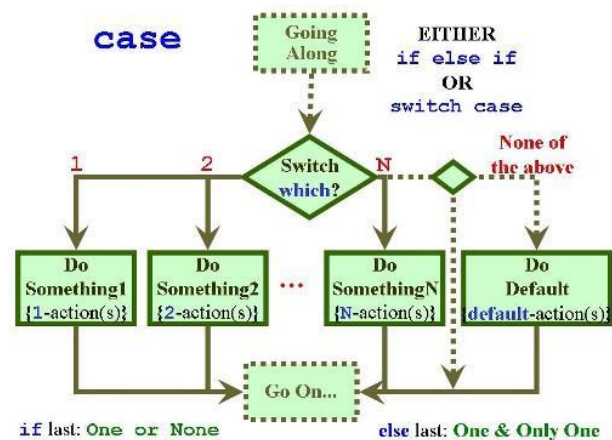 case
Going
Along
EITHER
if else if
OR
switch case
None of
the above
1
2
Switch
which?
N
Do
Something1
{1-action(s)}
Do
Something2
{2-action(s)}
...
Do
SomethingN
{N-action(s)}
Do
Default
{default-action(s)}
Go On...
if last: One or None
else last: One & Only One